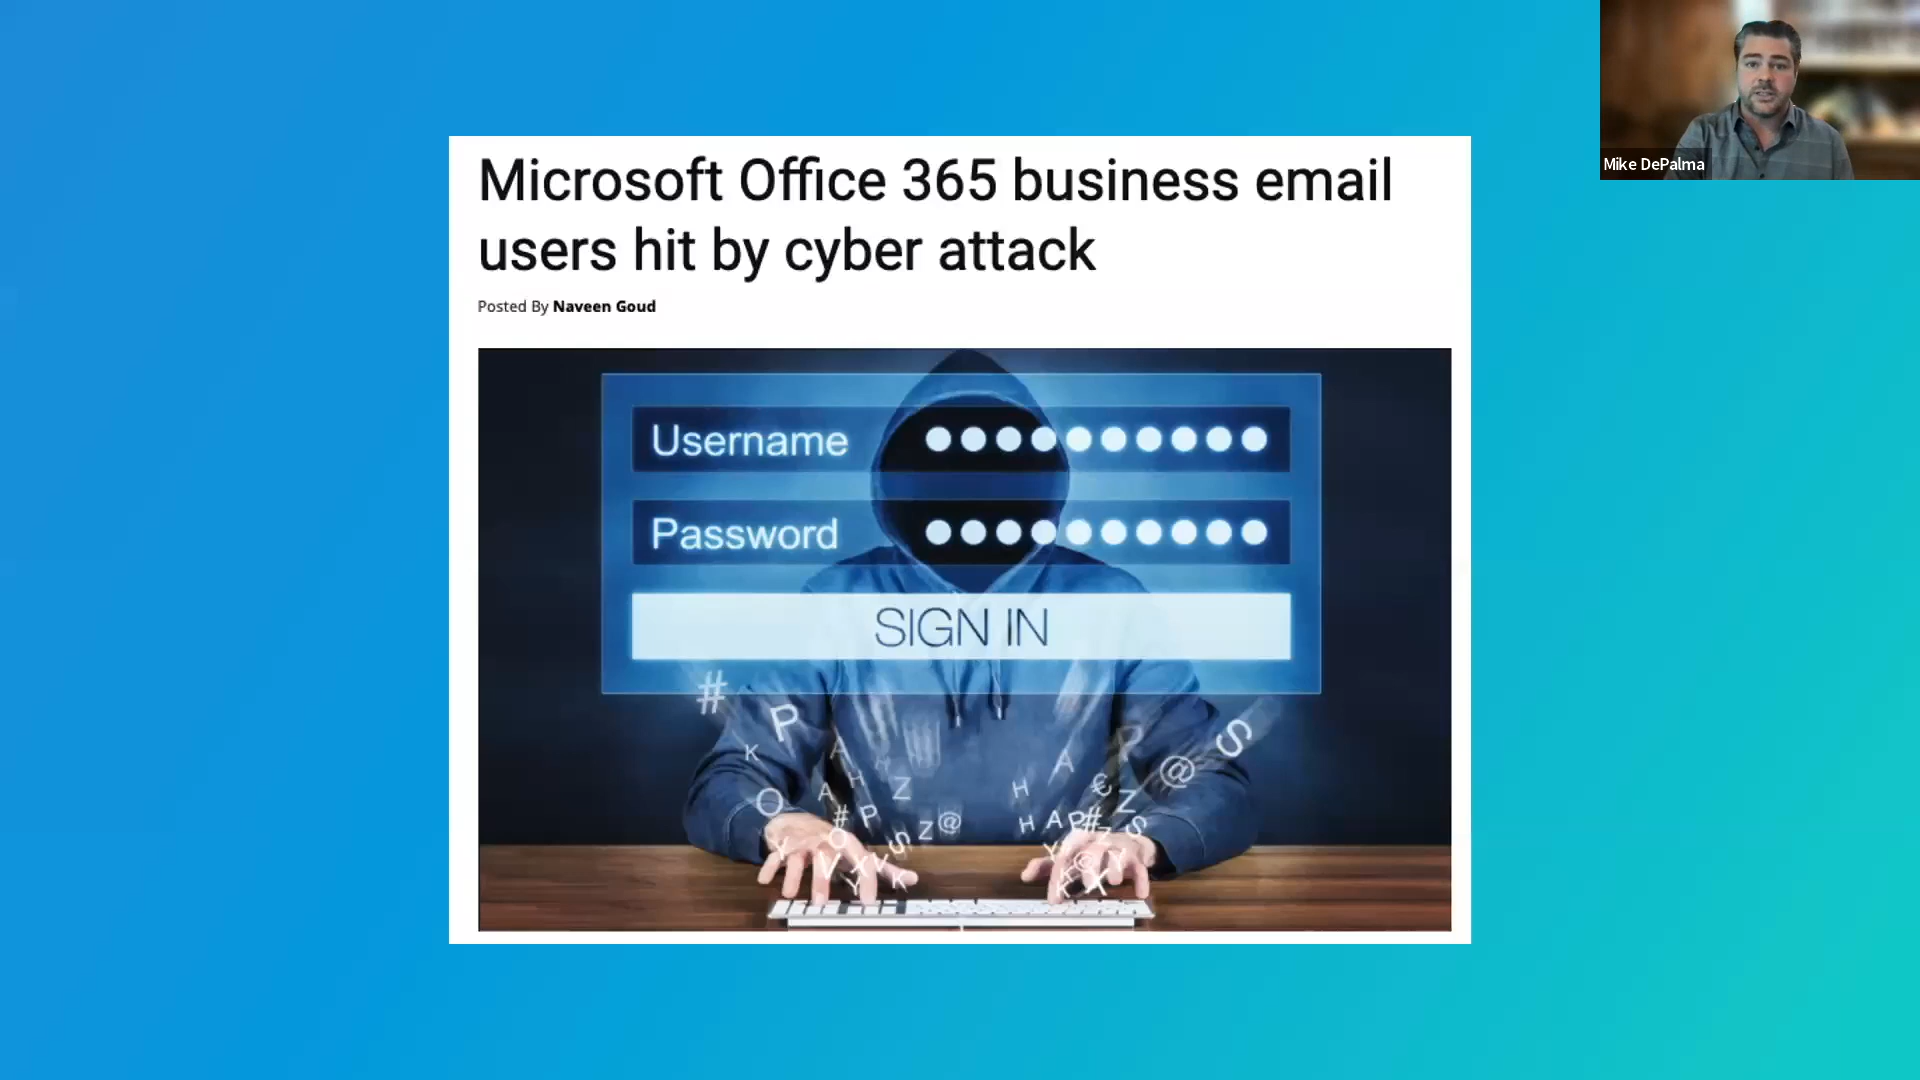 Microsoft Office 365 business email
users hit by cyber attack
Posted By Naveen Goud
Username
Password
SIGN IN
Mike DePalma